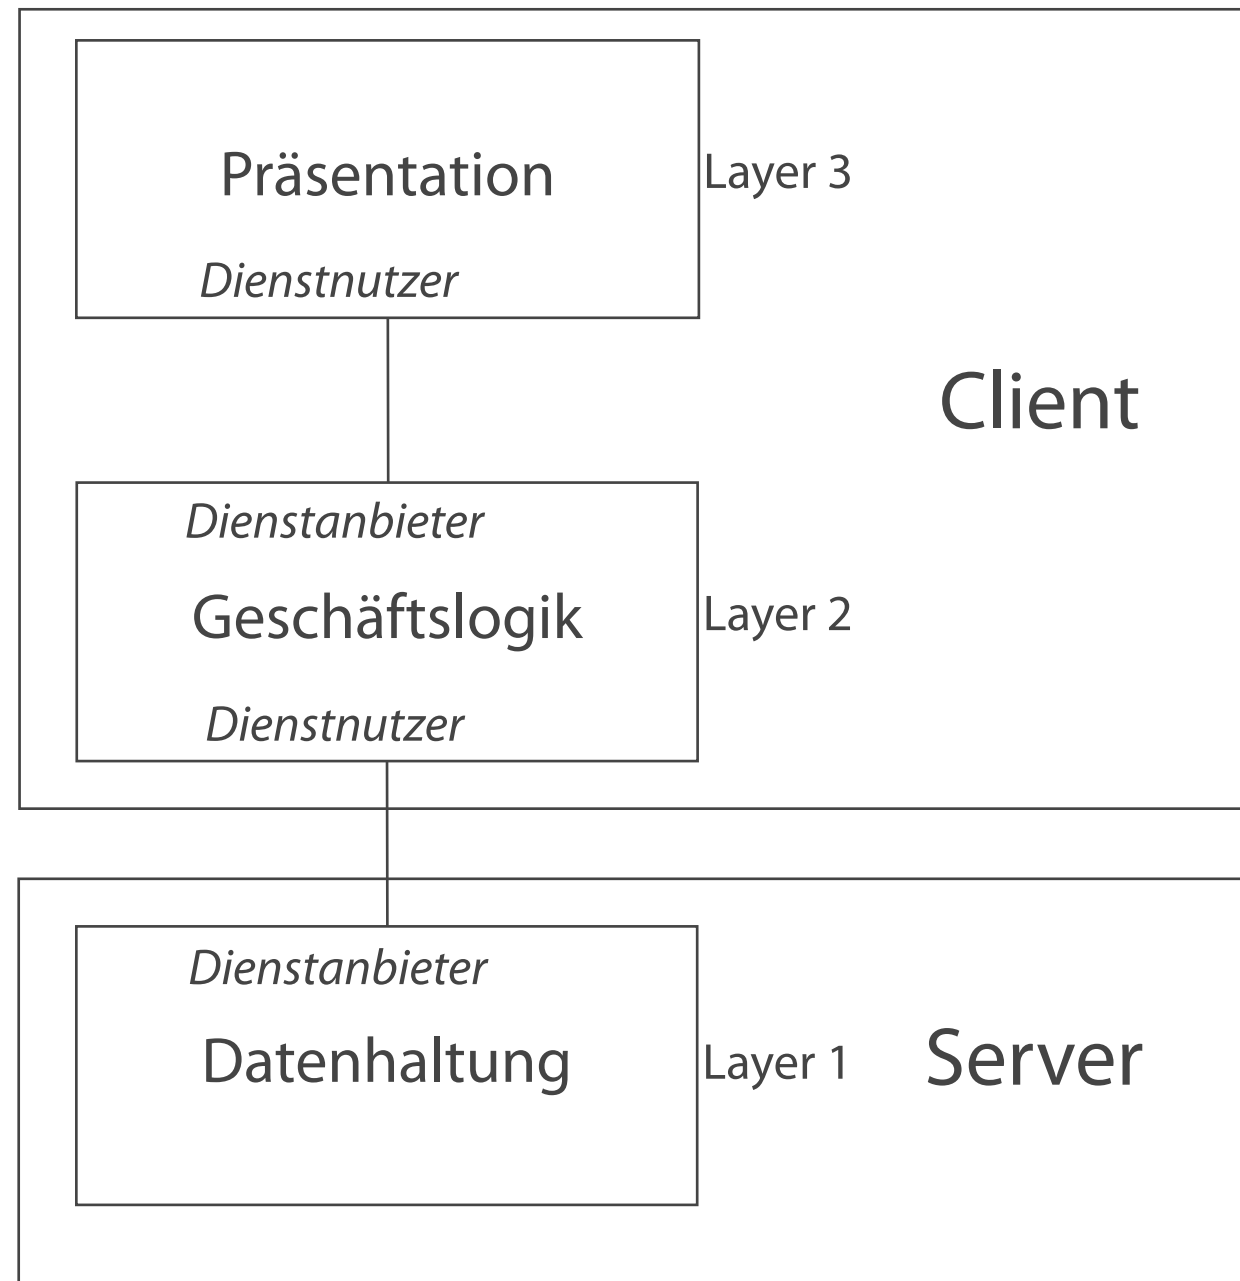 Präsentation
Layer 3
Dienstnutzer
Client
Dienstanbieter
Geschäftslogik
Layer 2
Dienstnutzer
Dienstanbieter
Datenhaltung
Layer 1
Server